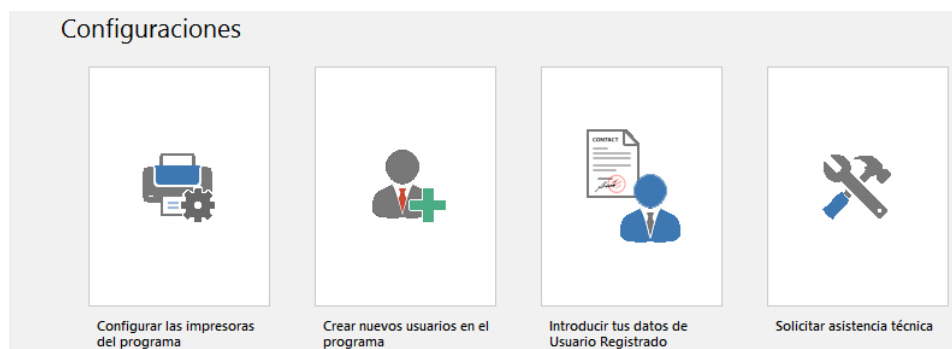 Configuraciones
CONTACT
Configurar las impresoras
del programa
Crear nuevos usuarios en el
programa
Introducir tus datos de
Usuario Registrado
Solicitar asistencia técnica